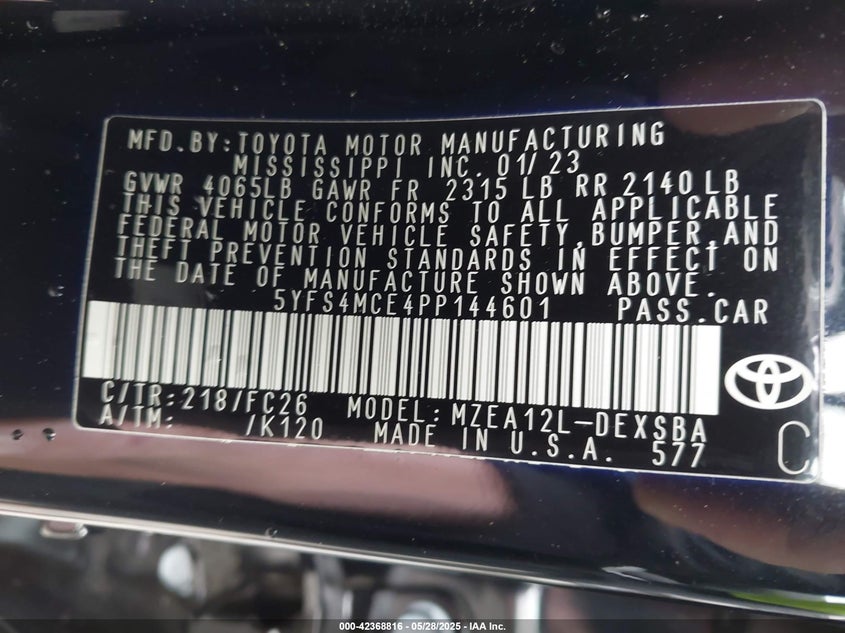 MFD.BY:TOYOTA MOTOR MANUFACTURING
MISSISSIPPI INC. 01/23
GVWR 4065LB GAWR FR 2315 LB RR 2140LB
THIS VEHICLE CONFORMS TO ALL APPLICABLE
FEDERAL MOTOR VEHICLE SAFETY,BUMPER,AND
THEFT PREVENTION STANDARDS IN EFFECT ON
THE DATE OF MANUFACTURE SHOWN ABOVE.
5YFS4MCE4PP144601 PASS.CAR
C/TR:218/FC26 MODEL:MZEA12L-DEXSBA
A/TM: /K120 MADE IN U.S.A. 577
C
000-42368816 - 05/28/2025 - IAA Inc.